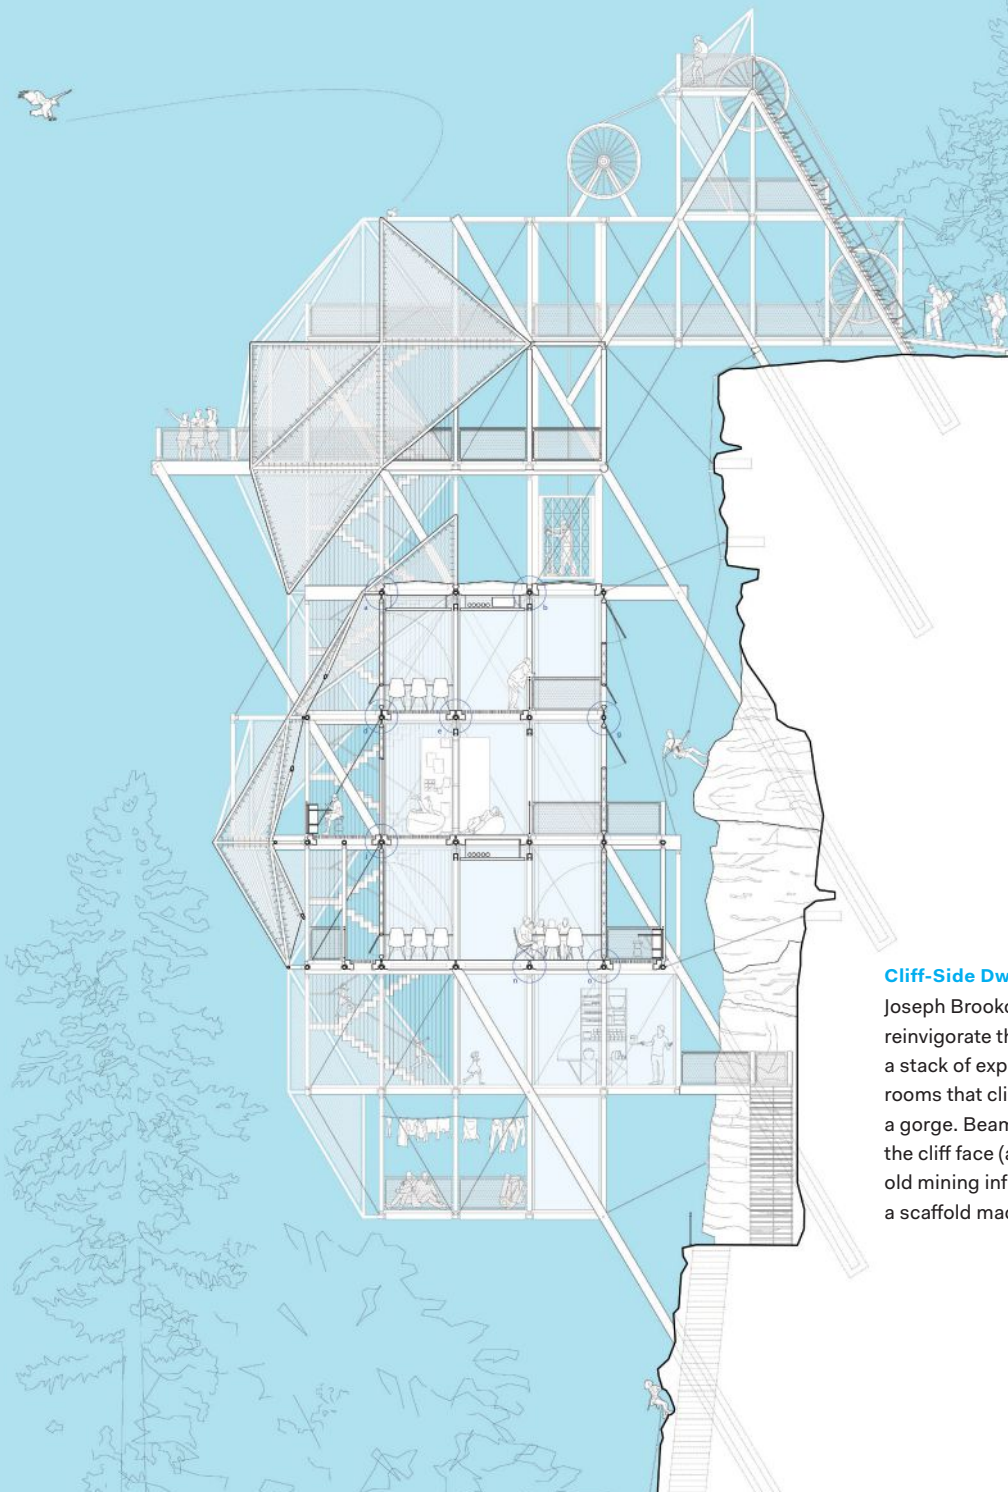 a
b
d
e
g
Cliff-Side Dw
Joseph
reinvigorate th
a stack of exp
rooms that cli
a gorge. Beam
the cliff face (a
old mining inf
a scaffold mad